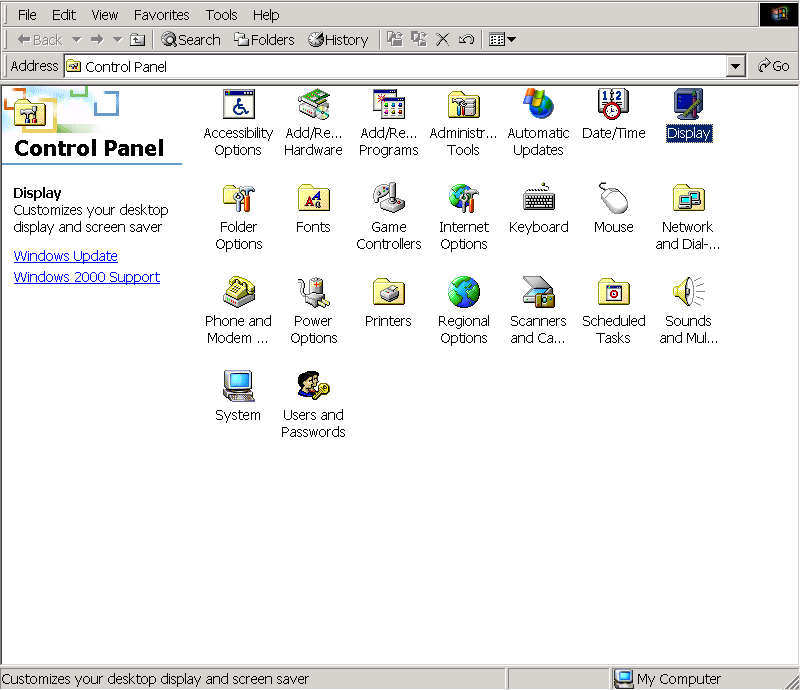 File Edit View Favorites Tools Help
Back Search Folders History
Address Control Panel Go
Control Panel
Display
Customizes your desktop
display and screen saver
Windows Update
Windows 2000 Support
Accessibility Options
Add/Re... Hardware
Add/Re... Programs
Administr... Tools
Automatic Updates
Date/Time
Display
Folder Options
Fonts
Game Controllers
Internet Options
Keyboard
Mouse
Network and Dial-...
Phone and Modem ...
Power Options
Printers
Regional Options
Scanners and Ca...
Scheduled Tasks
Sounds and Mul...
System
Users and Passwords
Customizes your desktop display and screen saver My Computer